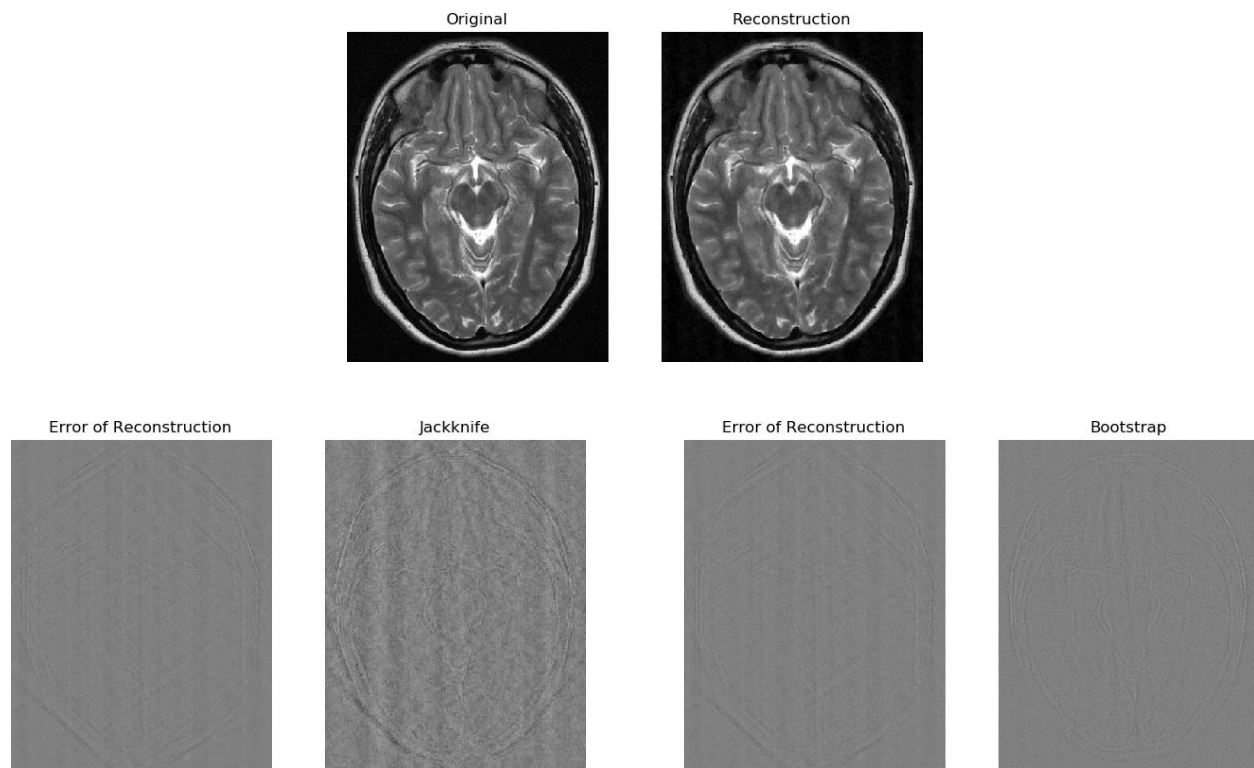 Original
Reconstruction
Error of Reconstruction
Jackknife
Error of Reconstruction
Bootstrap